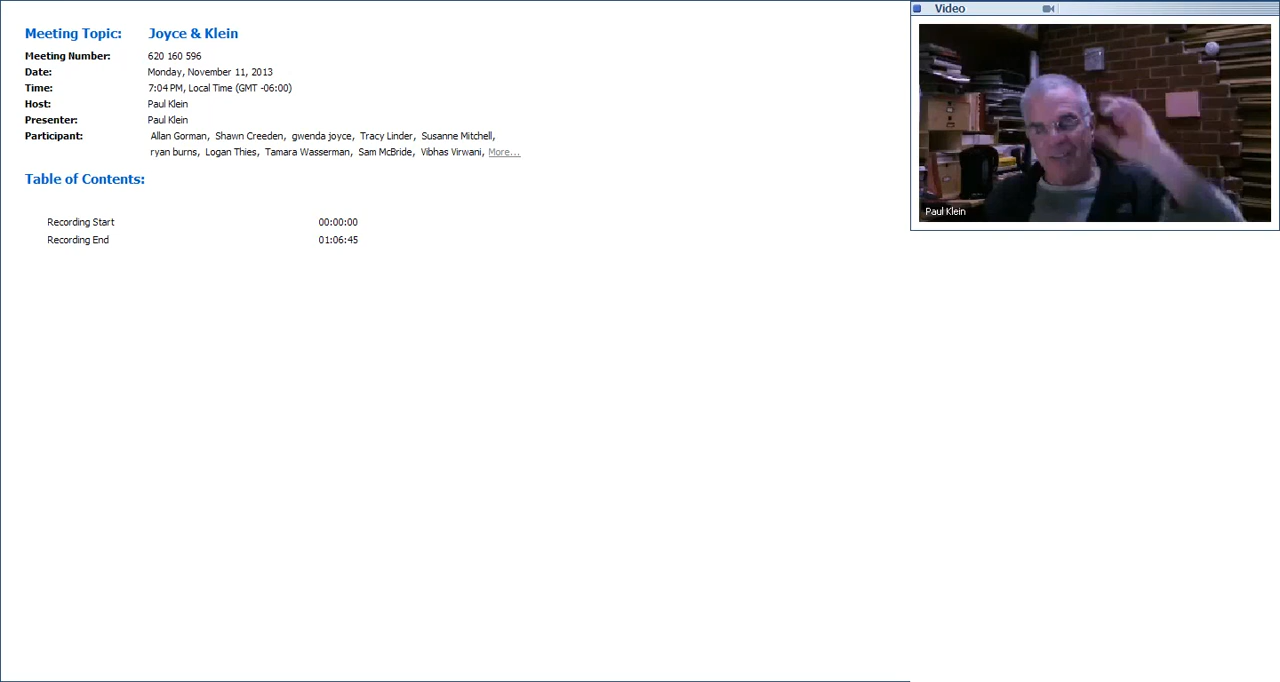 Meeting Topic: Joyce & Klein
Meeting Number: 620 160 596
Date: Monday, November 11, 2013
Time: 7:04 PM, Local Time (GMT -06:00)
Host: Paul Klein
Presenter: Paul Klein
Participant: Allan Gorman, Shawn Creeden, gwenda joyce, Tracy Linder, Susanne Mitchell,
ryan burns, Logan Thies, Tamara Wasserman, Sam McBride, Vibhas Virwani, More...
Table of Contents:
Recording Start 00:00:00
Recording End 01:06:45
Video
Paul Klein